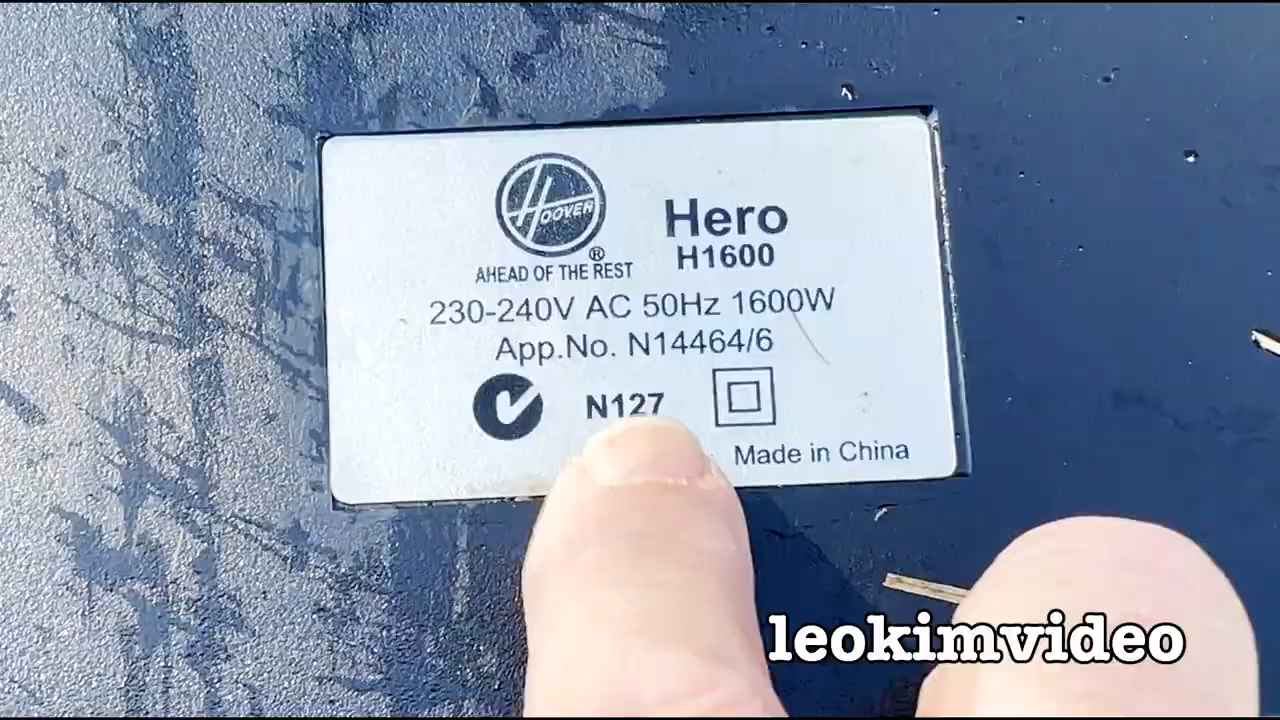 HOOVER
®
AHEAD OF THE REST
Hero
H1600
230-240V AC 50Hz 1600W
App.No. N14464/6
N127
Made in China
leokimvideo